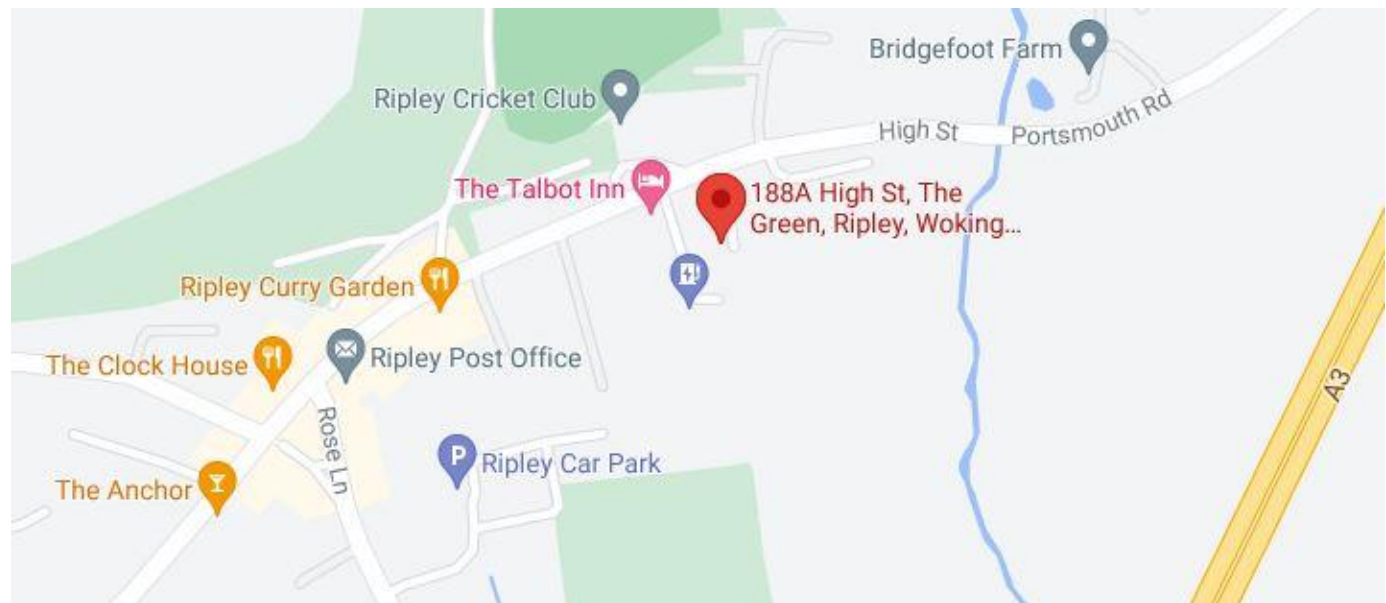 Bridgefoot Farm
Ripley Cricket Club
High St
Portsmouth Rd
The Talbot Inn
188A High St, The
Green, Ripley, Woking...
Ripley Curry Garden
The Clock House
Ripley Post Office
A3
Rose Ln
P
Ripley Car Park
The Anchor